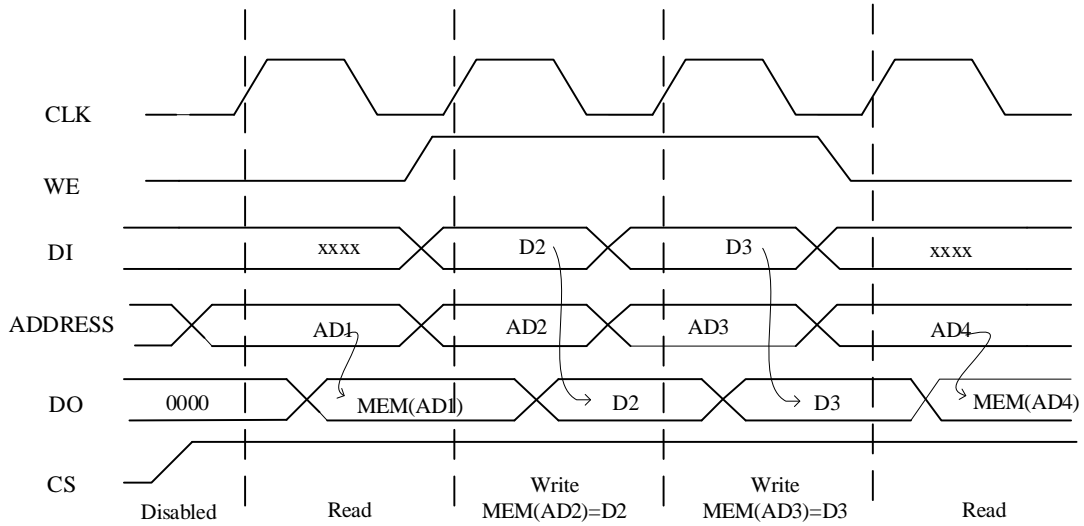 CLK
WE
DI xxxx D2 D3 xxxx
ADDRESS AD1 AD2 AD3 AD4
DO 0000 MEM(AD1) D2 D3 MEM(AD4)
CS
Disabled Read Write MEM(AD2)=D2 Write MEM(AD3)=D3 Read